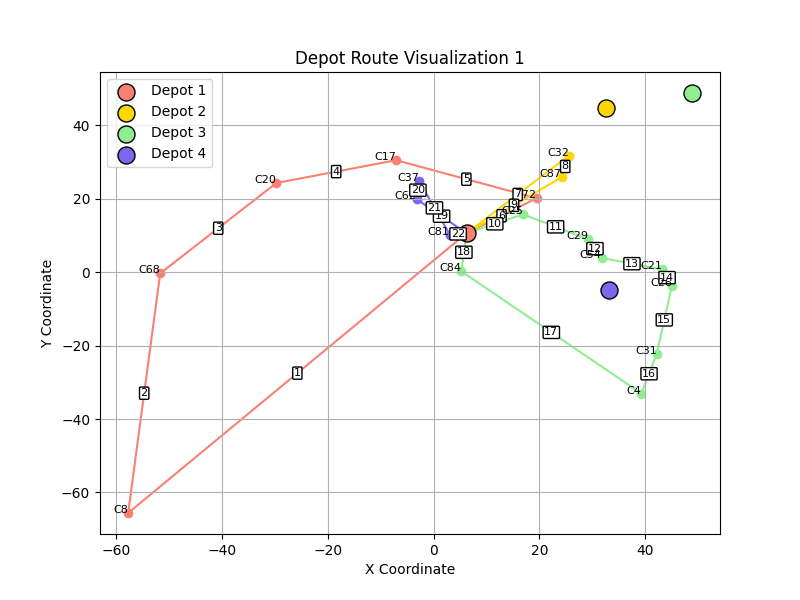 Depot Route Visualization 1
Depot 1
Depot 2
Depot 3
Depot 4
Y Coordinate
40
20
0
−20
−40
−60
−60
−40
−20
0
20
40
X Coordinate
C8
C68
C20
C17
C32
C87
C37
C81
C29
C21
C84
C31
C4
1
2
3
4
5
7
8
9
10
11
12
13
14
15
16
17
18
19
20
21
22